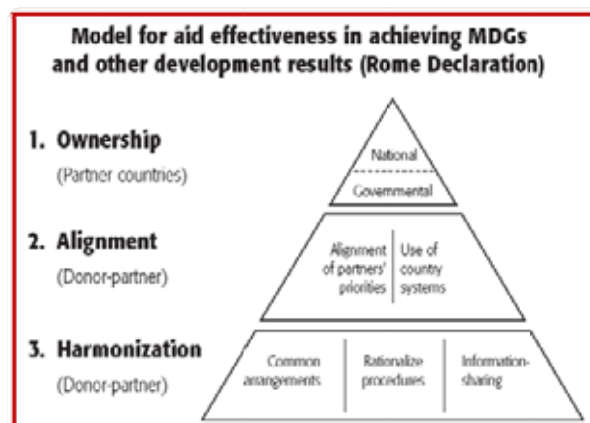 Model for aid effectiveness in achieving MDGs
and other development results (Rome Declaration)
1. Ownership
(Partner countries)
National
Governmental
2. Alignment
(Donor-partner)
Alignment
of partners'
priorities
Use of
country
systems
3. Harmonization
(Donor-partner)
Common
arrangements
Rationalize
procedures
Information-
sharing